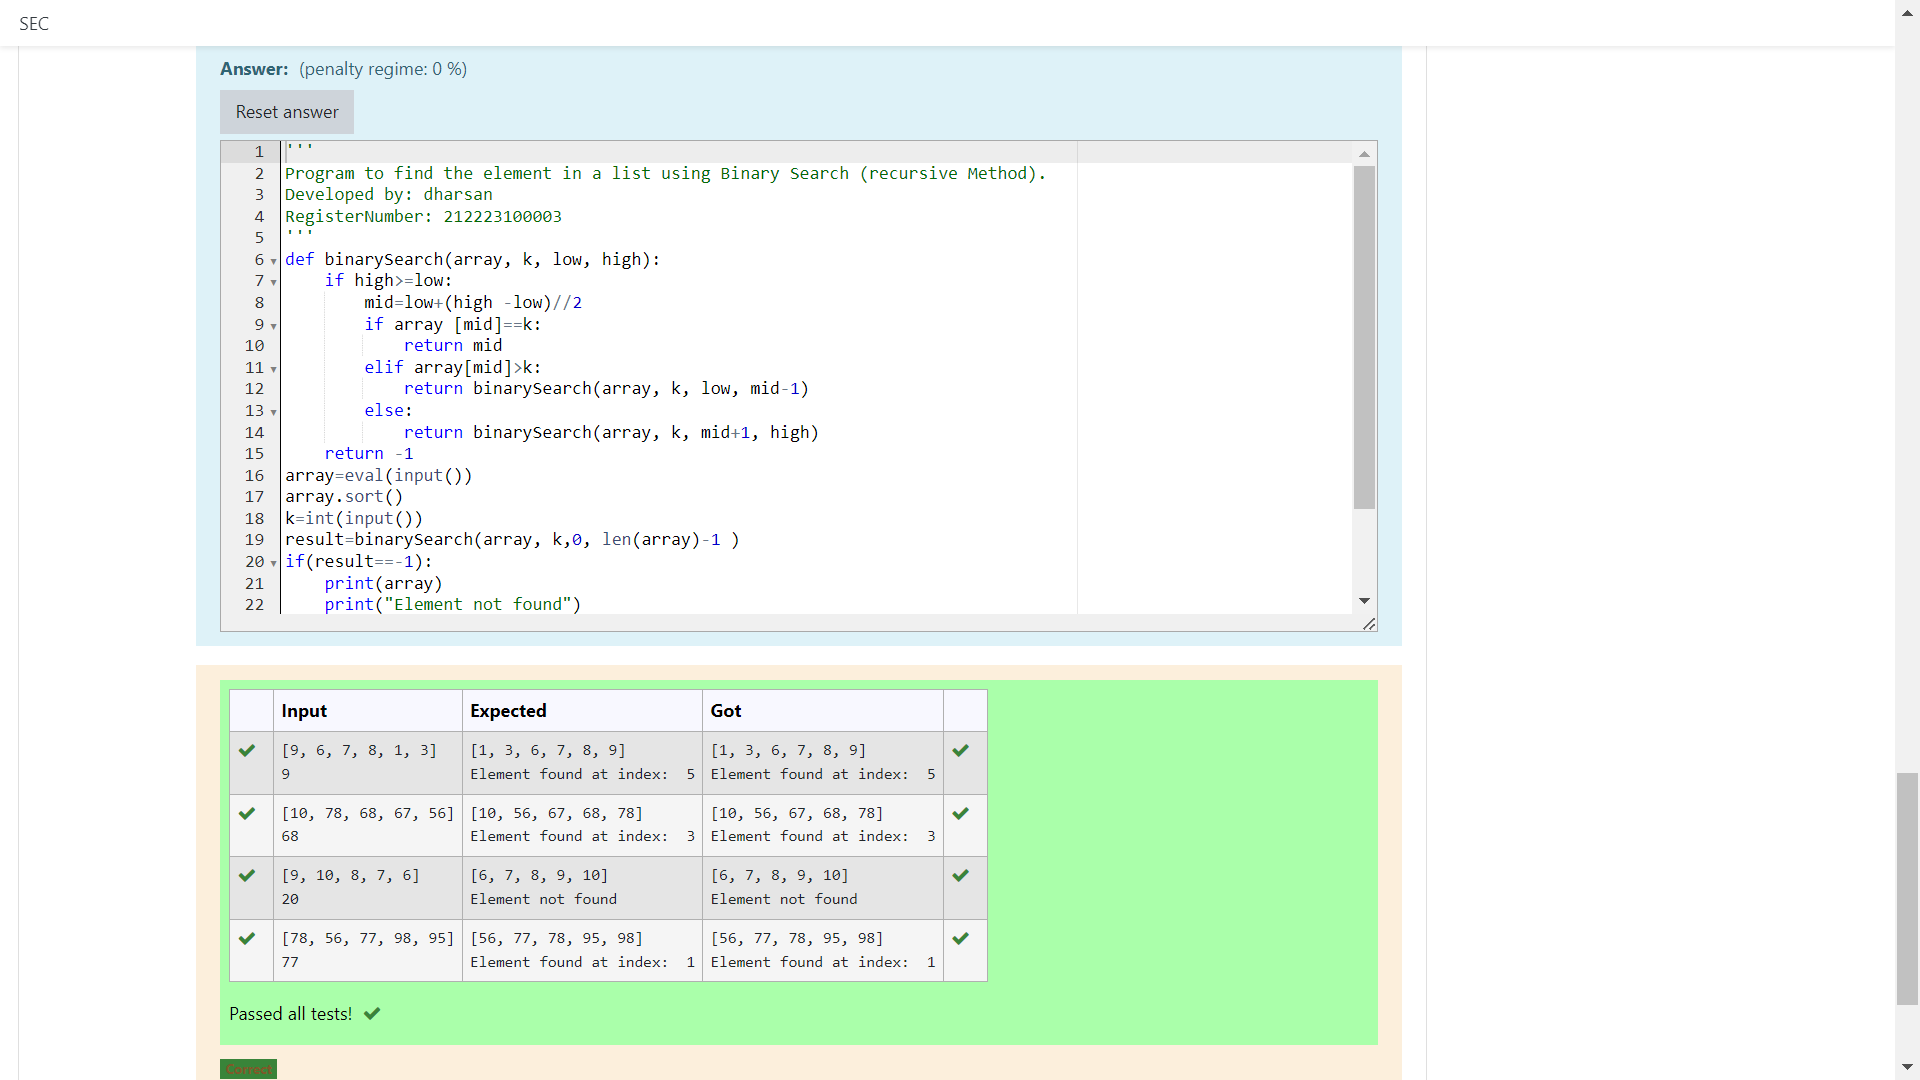 SEC
Answer: (penalty regime: 0 %)
Reset answer
1 '''
2 Program to find the element in a list using Binary Search (recursive Method).
3 Developed by: dharsan
4 RegisterNumber: 212223100003
5 '''
6 def binarySearch(array, k, low, high):
7     if high>=low:
8         mid=low+(high -low)//2
9         if array [mid]==k:
10             return mid
11         elif array[mid]>k:
12             return binarySearch(array, k, low, mid-1)
13         else:
14             return binarySearch(array, k, mid+1, high)
15     return -1
16 array=eval(input())
17 array.sort()
18 k=int(input())
19 result=binarySearch(array, k,0, len(array)-1 )
20 if(result==-1):
21     print(array)
22     print("Element not found")
Input Expected Got
[9, 6, 7, 8, 1, 3] [1, 3, 6, 7, 8, 9] [1, 3, 6, 7, 8, 9]
9 Element found at index:  5 Element found at index:  5
[10, 78, 68, 67, 56] [10, 56, 67, 68, 78] [10, 56, 67, 68, 78]
68 Element found at index:  3 Element found at index:  3
[9, 10, 8, 7, 6] [6, 7, 8, 9, 10] [6, 7, 8, 9, 10]
20 Element not found Element not found
[78, 56, 77, 98, 95] [56, 77, 78, 95, 98] [56, 77, 78, 95, 98]
77 Element found at index:  1 Element found at index:  1
Passed all tests!
Correct